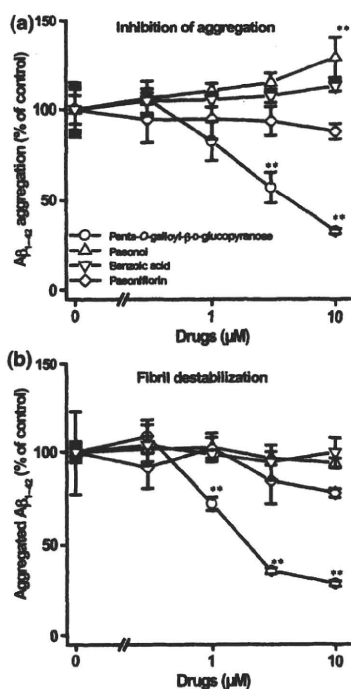 (a)
Inhibition of aggregation
150
100
50
0
Aβ1–42 aggregation (% of control)
**
**
**
Penta-O-galloyl-β-D-glucopyranose
Paeonol
Benzoic acid
Paeoniflorin
0
1
10
Drugs (μM)
(b)
Fibril destabilization
150
100
50
0
Aggregated Aβ1–42 (% of control)
**
**
**
0
1
10
Drugs (μM)